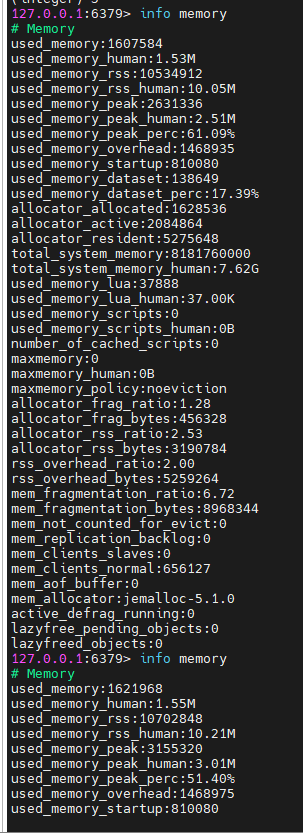 127.0.0.1:6379> info memory
# Memory
used_memory:1607584
used_memory_human:1.53M
used_memory_rss:10534912
used_memory_rss_human:10.05M
used_memory_peak:2631336
used_memory_peak_human:2.51M
used_memory_peak_perc:61.09%
used_memory_overhead:1468935
used_memory_startup:810080
used_memory_dataset:138649
used_memory_dataset_perc:17.39%
allocator_allocated:1628536
allocator_active:2084864
allocator_resident:5275648
total_system_memory:8181760000
total_system_memory_human:7.62G
used_memory_lua:37888
used_memory_lua_human:37.00K
used_memory_scripts:0
used_memory_scripts_human:0B
number_of_cached_scripts:0
maxmemory:0
maxmemory_human:0B
maxmemory_policy:noeviction
allocator_frag_ratio:1.28
allocator_frag_bytes:456328
allocator_rss_ratio:2.53
allocator_rss_bytes:3190784
rss_overhead_ratio:2.00
rss_overhead_bytes:5259264
mem_fragmentation_ratio:6.72
mem_fragmentation_bytes:8968344
mem_not_counted_for_evict:0
mem_replication_backlog:0
mem_clients_slaves:0
mem_clients_normal:656127
mem_aof_buffer:0
mem_allocator:jemalloc-5.1.0
active_defrag_running:0
lazyfree_pending_objects:0
lazyfreed_objects:0
127.0.0.1:6379> info memory
# Memory
used_memory:1621968
used_memory_human:1.55M
used_memory_rss:10702848
used_memory_rss_human:10.21M
used_memory_peak:3155320
used_memory_peak_human:3.01M
used_memory_peak_perc:51.40%
used_memory_overhead:1468975
used_memory_startup:810080